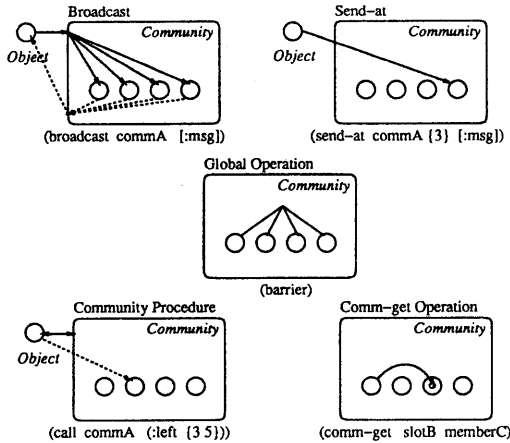 Broadcast
Community
Object
(broadcast commA [:msg])
Send-at
Community
Object
(send-at commA {3} [:msg])
Global Operation
Community
(barrier)
Community Procedure
Community
Object
(call commA (:left {3 5}))
Comm-get Operation
Community
(comm-get slotB memberC)